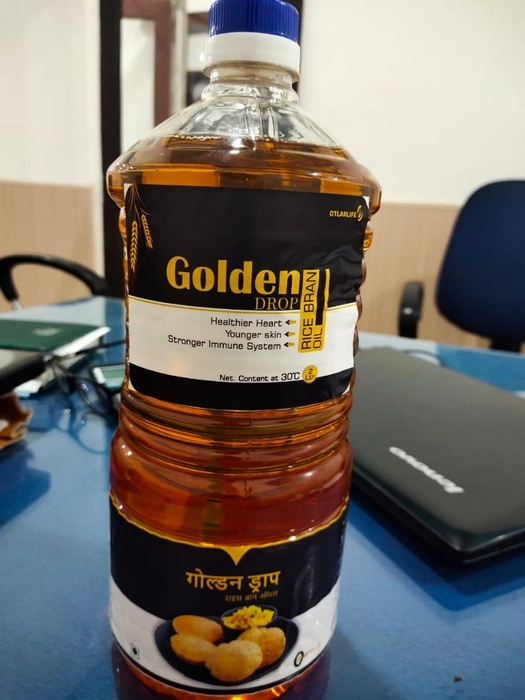 OTLARLIFE
Golden
DROP
RICE BRAN
OIL
Healthier Heart
Younger skin
Stronger Immune System
Net. Content at 30°C
2
Ltr
lenovo
गोल्डन ड्राप
राइस ब्रान ऑयल